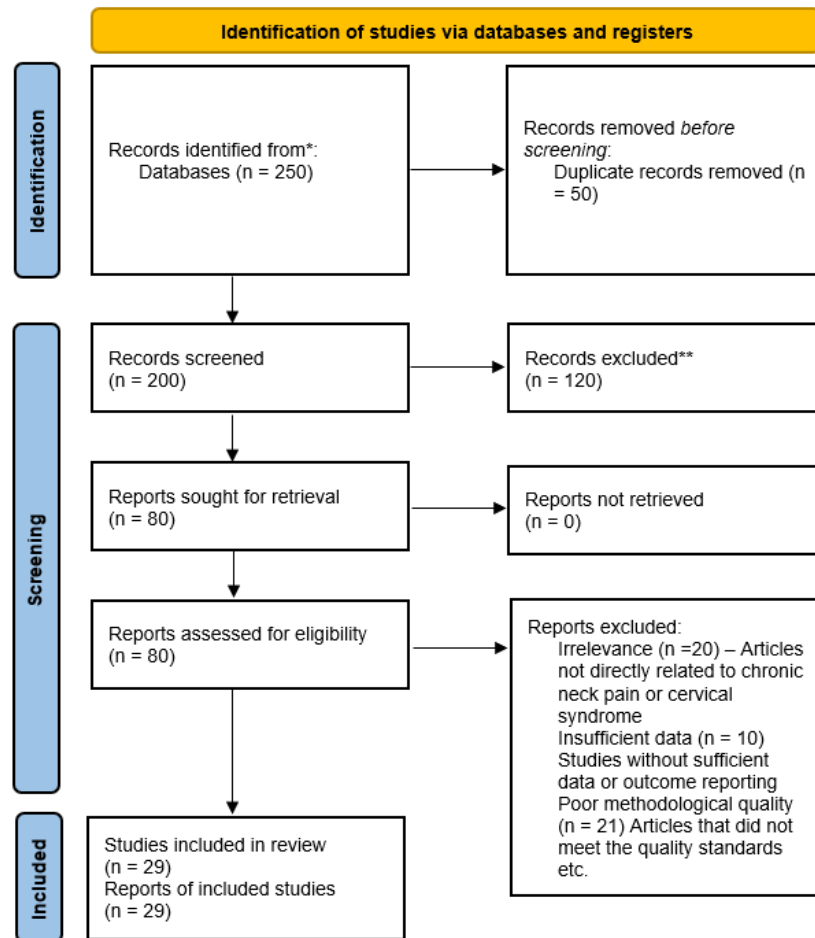 Identification of studies via databases and registers
Identification
Records identified from*:
Databases (n = 250)
Records removed before
screening:
Duplicate records removed (n
= 50)
Screening
Records screened
(n = 200)
Records excluded**
(n = 120)
Reports sought for retrieval
(n = 80)
Reports not retrieved
(n = 0)
Reports assessed for eligibility
(n = 80)
Reports excluded:
Irrelevance (n =20) – Articles
not directly related to chronic
neck pain or cervical
syndrome
Insufficient data (n = 10)
Studies without sufficient
data or outcome reporting
Poor methodological quality
(n = 21) Articles that did not
meet the quality standards
etc.
Included
Studies included in review
(n = 29)
Reports of included studies
(n = 29)